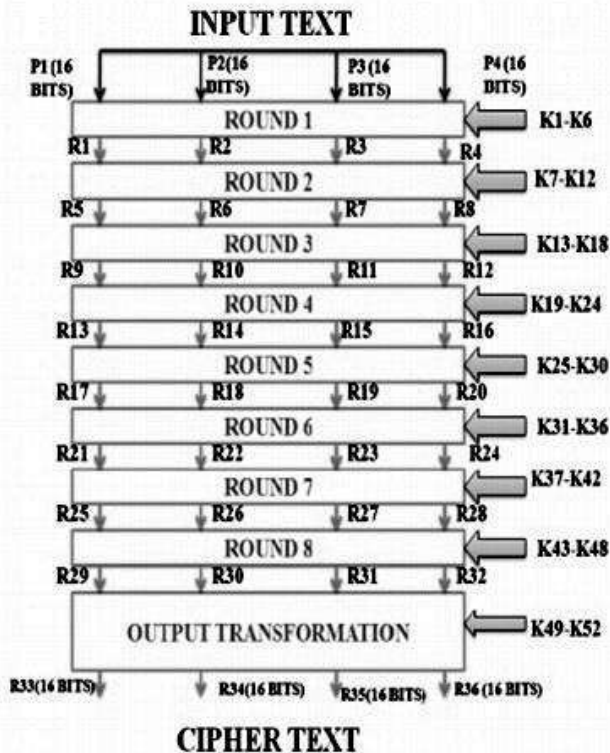 INPUT TEXT
P1(16 BITS)
P2(16 BITS)
P3(16 BITS)
P4(16 BITS)
ROUND 1
K1-K6
R1 R2 R3 R4
ROUND 2
K7-K12
R5 R6 R7 R8
ROUND 3
K13-K18
R9 R10 R11 R12
ROUND 4
K19-K24
R13 R14 R15 R16
ROUND 5
K25-K30
R17 R18 R19 R20
ROUND 6
K31-K36
R21 R22 R23 R24
ROUND 7
K37-K42
R25 R26 R27 R28
ROUND 8
K43-K48
R29 R30 R31 R32
OUTPUT TRANSFORMATION
K49-K52
R33(16 BITS) R34(16 BITS) R35(16 BITS) R36 (16 BITS)
CIPHER TEXT